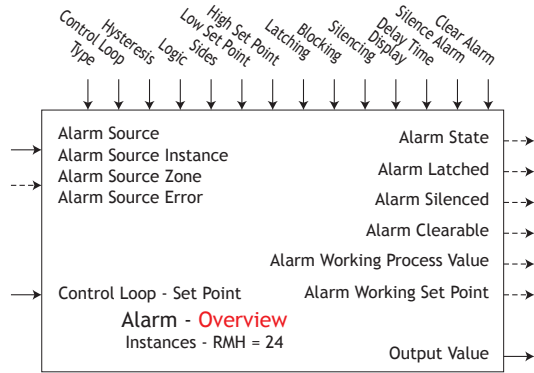 Type
Control Loop
Hysteresis
Logic
Sides
Low Set Point
High Set Point
Latching
Blocking
Silencing
Display
Delay Time
Silence Alarm
Clear Alarm
Alarm Source
Alarm Source Instance
Alarm Source Zone
Alarm Source Error
Alarm State
Alarm Latched
Alarm Silenced
Alarm Clearable
Alarm Working Process Value
Control Loop - Set Point
Alarm Working Set Point
Alarm - Overview
Instances - RMH = 24
Output Value